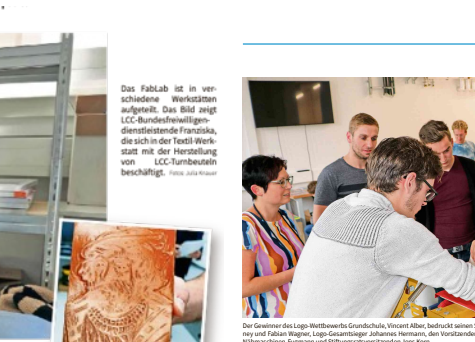 Das FabLab ist in ver-
schiedene Werkstätten
aufgeteilt. Das Bild zeigt
LCC-Bundesfreiwilligen-
dienstleistende Franziska,
die sich in der Textil-Werk-
statt mit der Herstellung
von LCC-Turnbeuteln
beschäftigt. Fotos: Julia Knauer
Der Gewinner des Logo-Wettbewerbs Grundschule, Vincent Alber, bedruckt seinen
ney und Fabian Wagner, Logo-Gesamtsieger Johannes Hermann, den Vorsitzenden